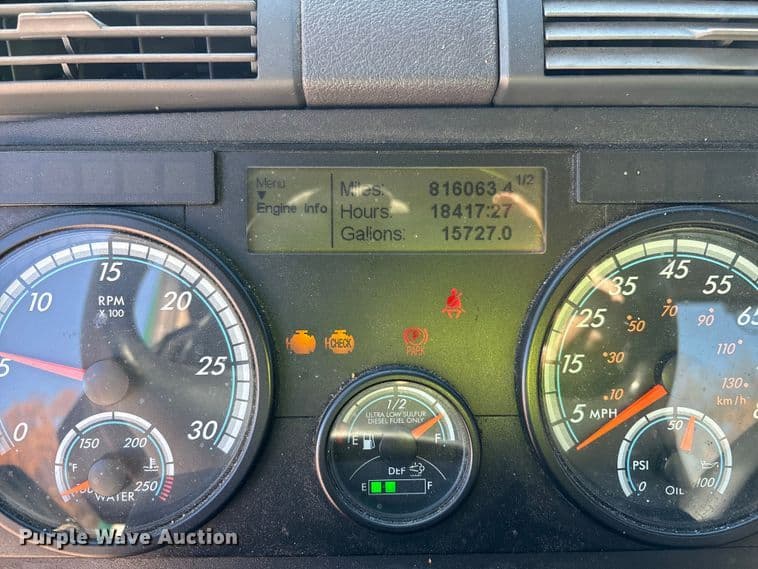 Menu
Miles: 816063.4 1/2
Engine Info
Hours: 18417:27
Gallons: 15727.0
CHECK
PARK
5 10 15 20 25 30
0
RPM
X 100
150 200 250
°F
WATER
1/2
ULTRA LOW SULFUR
DIESEL FUEL ONLY
E F
DEF
E F
5 15 25 35 45 55 65
MPH
10 30 50 70 90 110 130
km/h
PSI
0 50 100
OIL
Purple Wave Auction